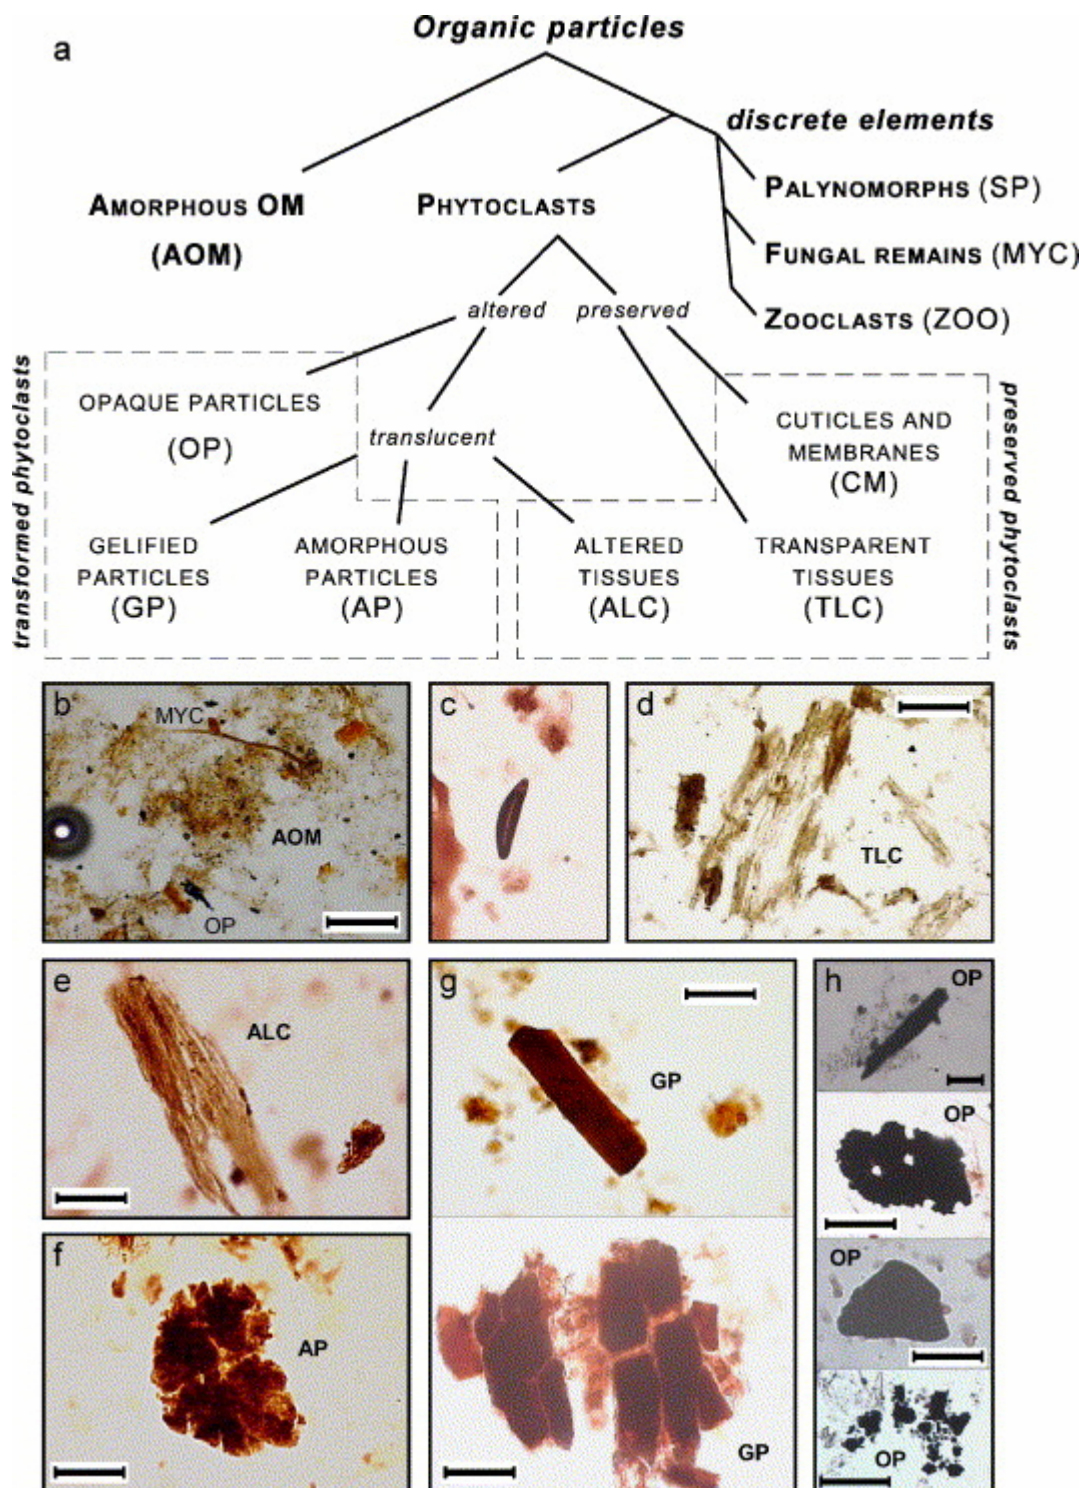 a
Organic particles
discrete elements
AMORPHOUS OM
(AOM)
PHYTOCLASTS
PALYNOMORPHS (SP)
FUNGAL REMAINS (MYC)
ZOOCLASTS (ZOO)
altered
preserved
transformed phytoclasts
OPAQUE PARTICLES
(OP)
translucent
CUTICLES AND
MEMBRANES
(CM)
preserved phytoclasts
GELIFIED
PARTICLES
(GP)
AMORPHOUS
PARTICLES
(AP)
ALTERED
TISSUES
(ALC)
TRANSPARENT
TISSUES
(TLC)
b
MYC
AOM
OP
c
d
TLC
e
ALC
f
AP
g
GP
GP
h
OP
OP
OP
OP